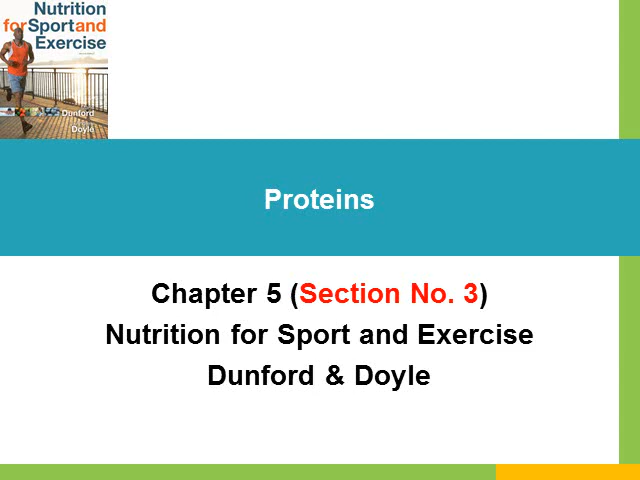 Nutrition
for Sport and
Exercise
Dunford
Doyle
Proteins
Chapter 5 (Section No. 3)
Nutrition for Sport and Exercise
Dunford & Doyle